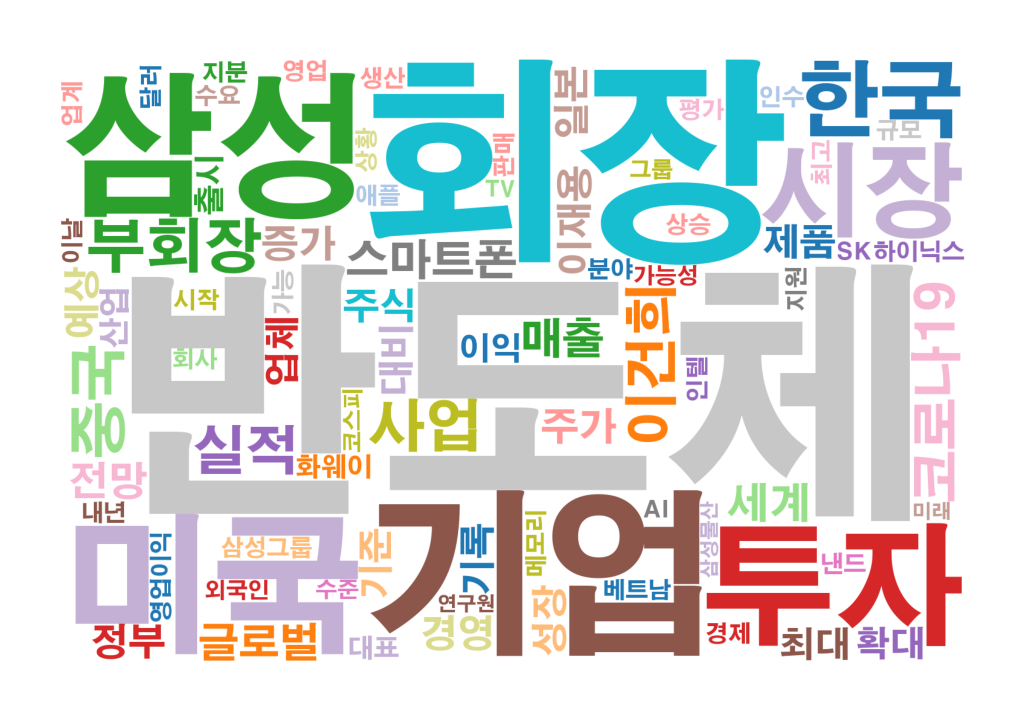 삼성
회장
한국
시장
반도체
미국
기업
투자
업계
달러
지분
수요
영업
생산
상황
출시
애플
판매
TV
일본
이재용
평가
그룹
상승
인수
규모
최고
제품
SK하이닉스
이날
부회장
증가
스마트폰
분야
가능성
지원
예상
산업
시작
가능
주식
회사
업체
대비
이익
매출
이건희
인텔
코로나19
중국
실적
코스피
화웨이
사업
주가
전망
내년
세계
미래
AI
삼성물산
영업이익
삼성그룹
외국인
수준
기준
기록
메모리
연구원
베트남
낸드
정부
글로벌
대표
경영
성장
경제
최대
확대